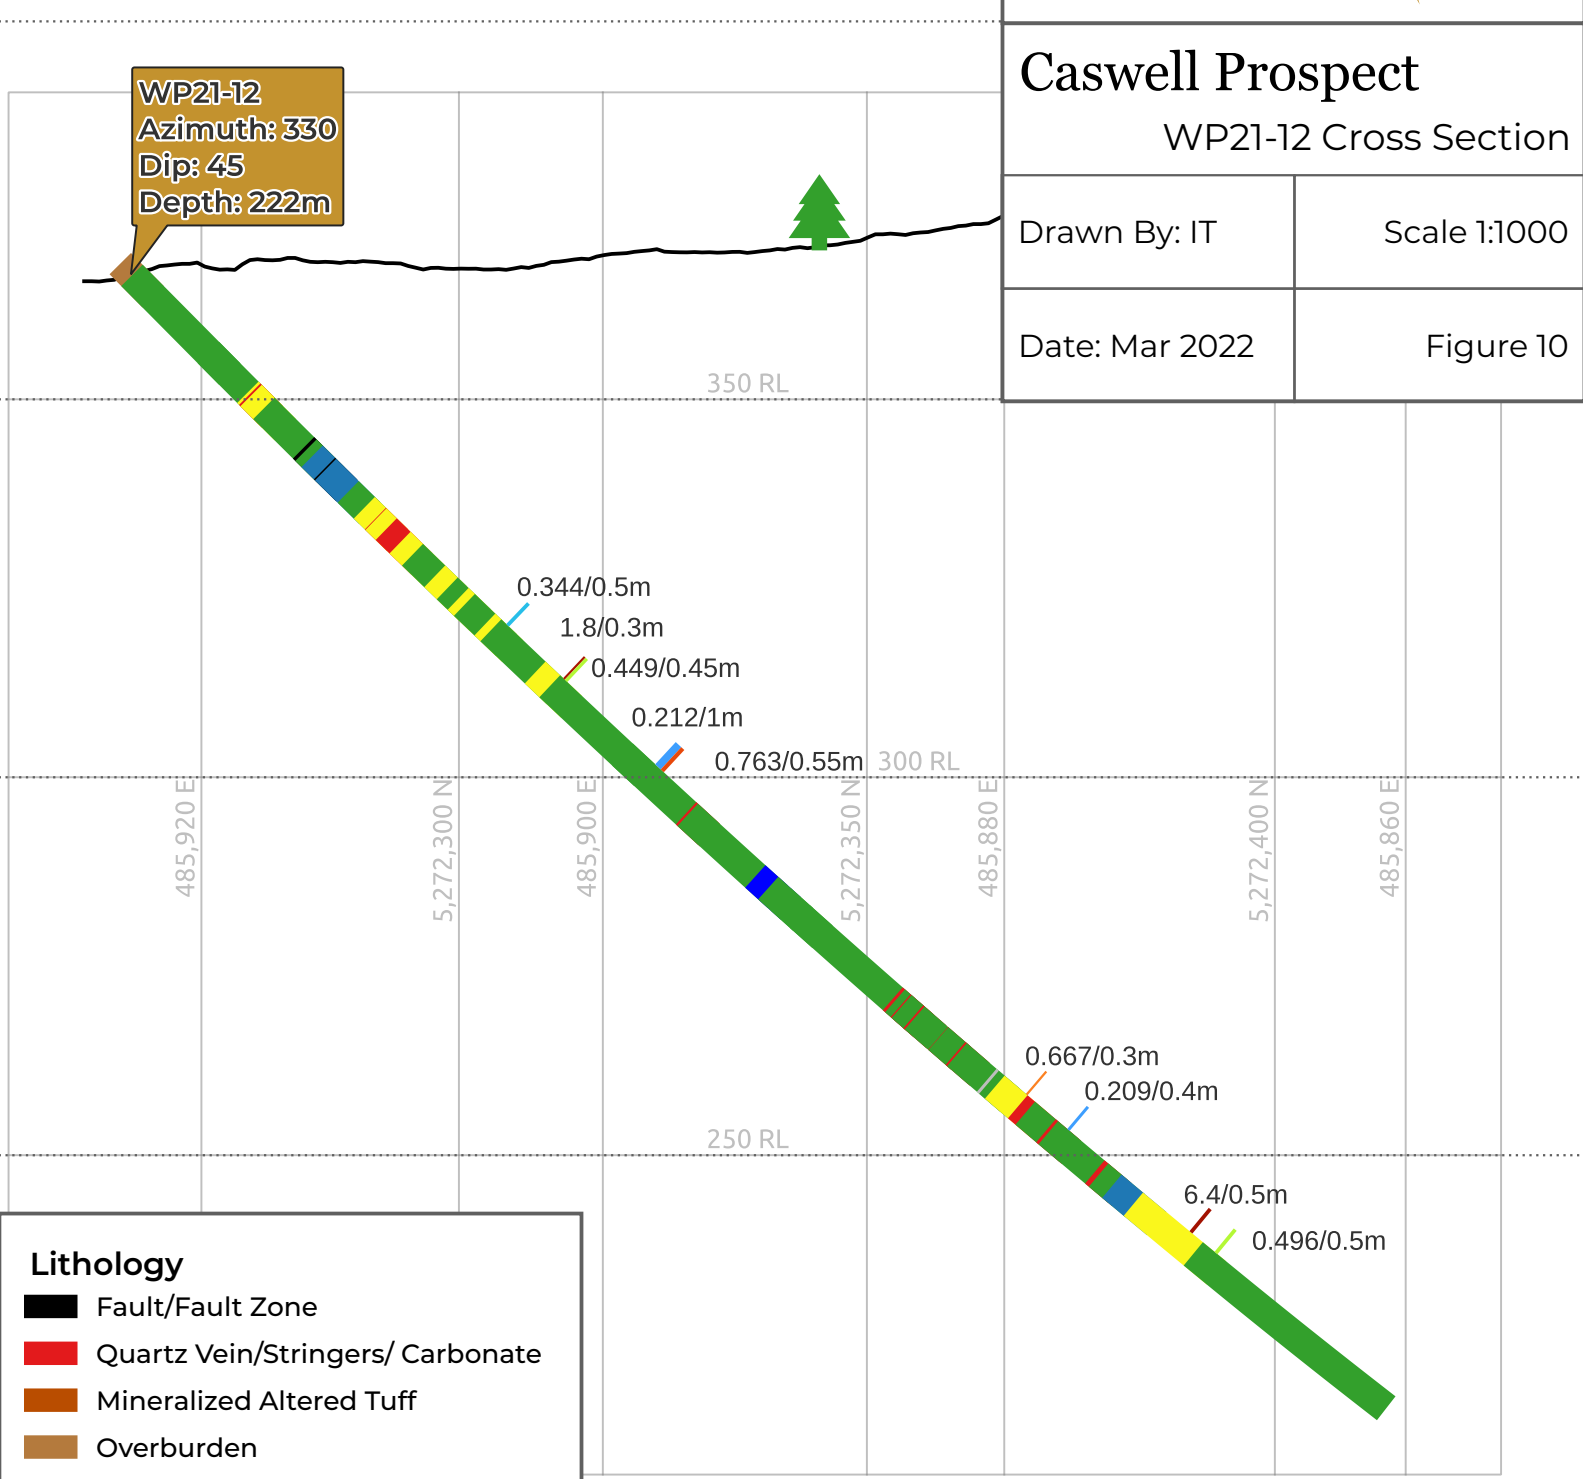 Caswell Prospect
WP21-12 Cross Section
Drawn By: IT
Scale 1:1000
Date: Mar 2022
Figure 10
WP21-12
Azimuth: 330
Dip: 45
Depth: 222m
350 RL
0.344/0.5m
1.8/0.3m
0.449/0.45m
0.212/1m
0.763/0.55m
300 RL
485,920 E
5,272,300 N
485,900 E
5,272,350 N
485,880 E
5,272,400 N
485,860 E
0.667/0.3m
0.209/0.4m
250 RL
6.4/0.5m
0.496/0.5m
Lithology
Fault/Fault Zone
Quartz Vein/Stringers/ Carbonate
Mineralized Altered Tuff
Overburden